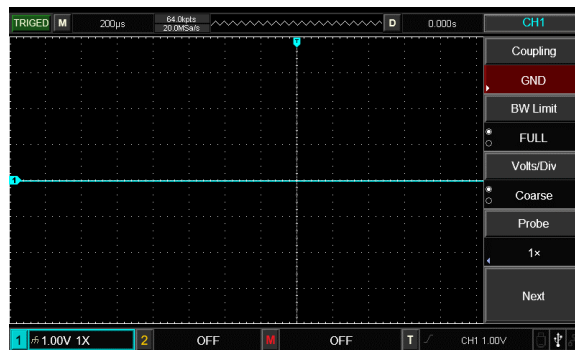 TRIGED M 200µs 64.0kpts D 0.000s CH1
20.0MSa/s
T
Coupling
GND
BW Limit
FULL
Volts/Div
1
Coarse
Probe
1×
Next
1 1.00V 1X 2 OFF M OFF T CH1 1.00V